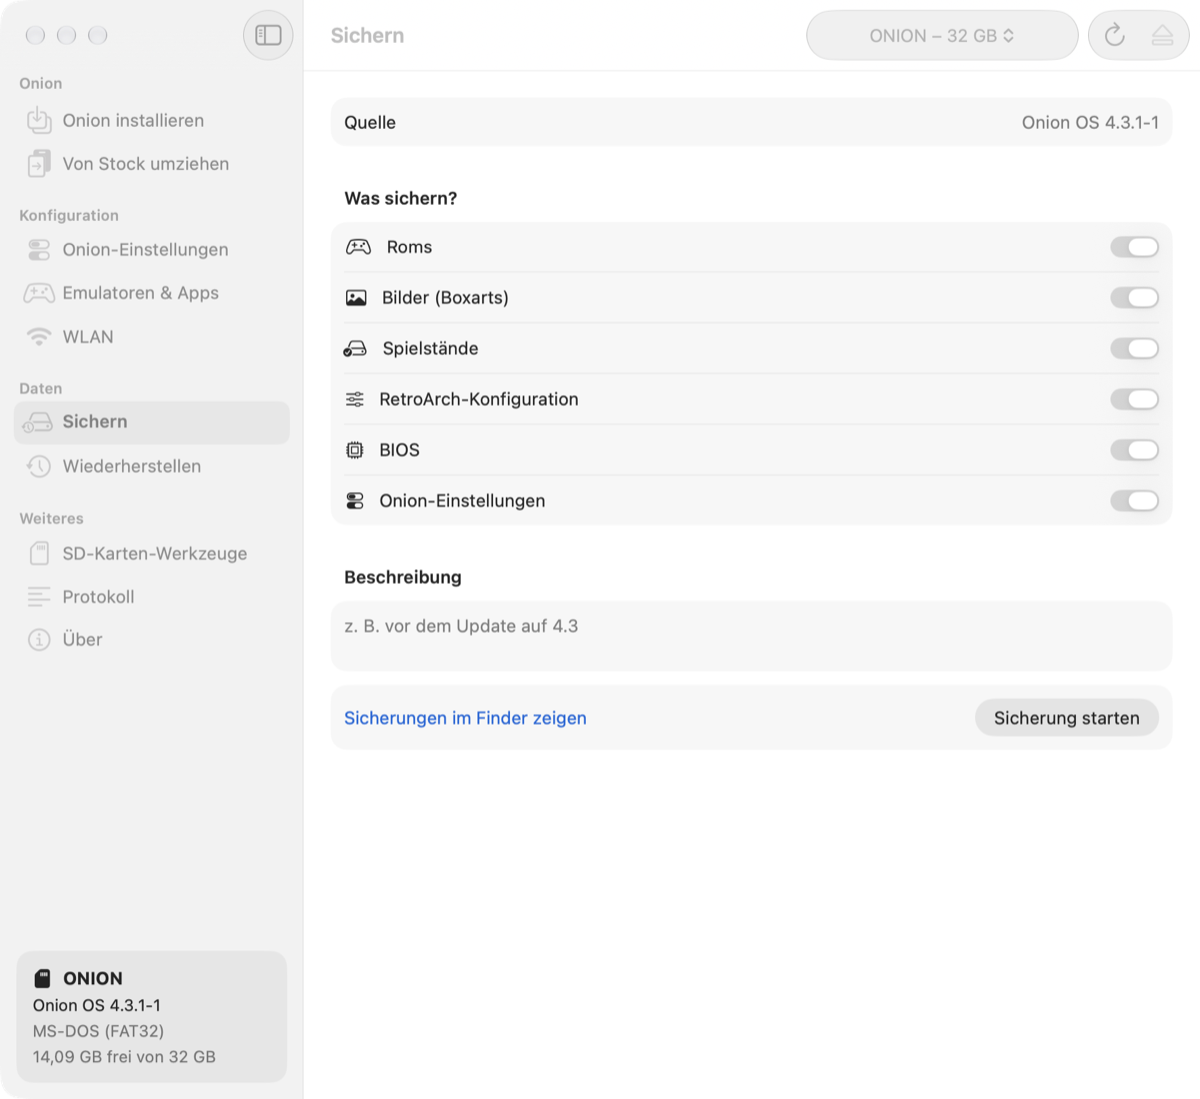 Sichern
ONION – 32 GB
Onion
Onion installieren
Von Stock umziehen
Konfiguration
Onion-Einstellungen
Emulatoren & Apps
WLAN
Daten
Sichern
Wiederherstellen
Weiteres
SD-Karten-Werkzeuge
Protokoll
Über
ONION
Onion OS 4.3.1-1
MS-DOS (FAT32)
14,09 GB frei von 32 GB
Quelle
Onion OS 4.3.1-1
Was sichern?
Roms
Bilder (Boxarts)
Spielstände
RetroArch-Konfiguration
BIOS
Onion-Einstellungen
Beschreibung
z. B. vor dem Update auf 4.3
Sicherungen im Finder zeigen
Sicherung starten